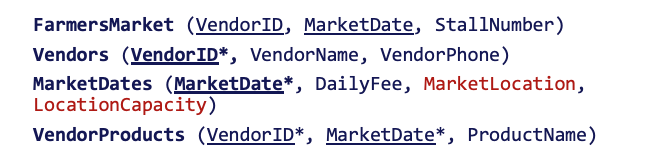 FarmersMarket (VendorID, MarketDate, StallNumber)
Vendors (VendorID*, VendorName, VendorPhone)
MarketDates (MarketDate*, DailyFee, MarketLocation,
LocationCapacity)
VendorProducts (VendorID*, MarketDate*, ProductName)